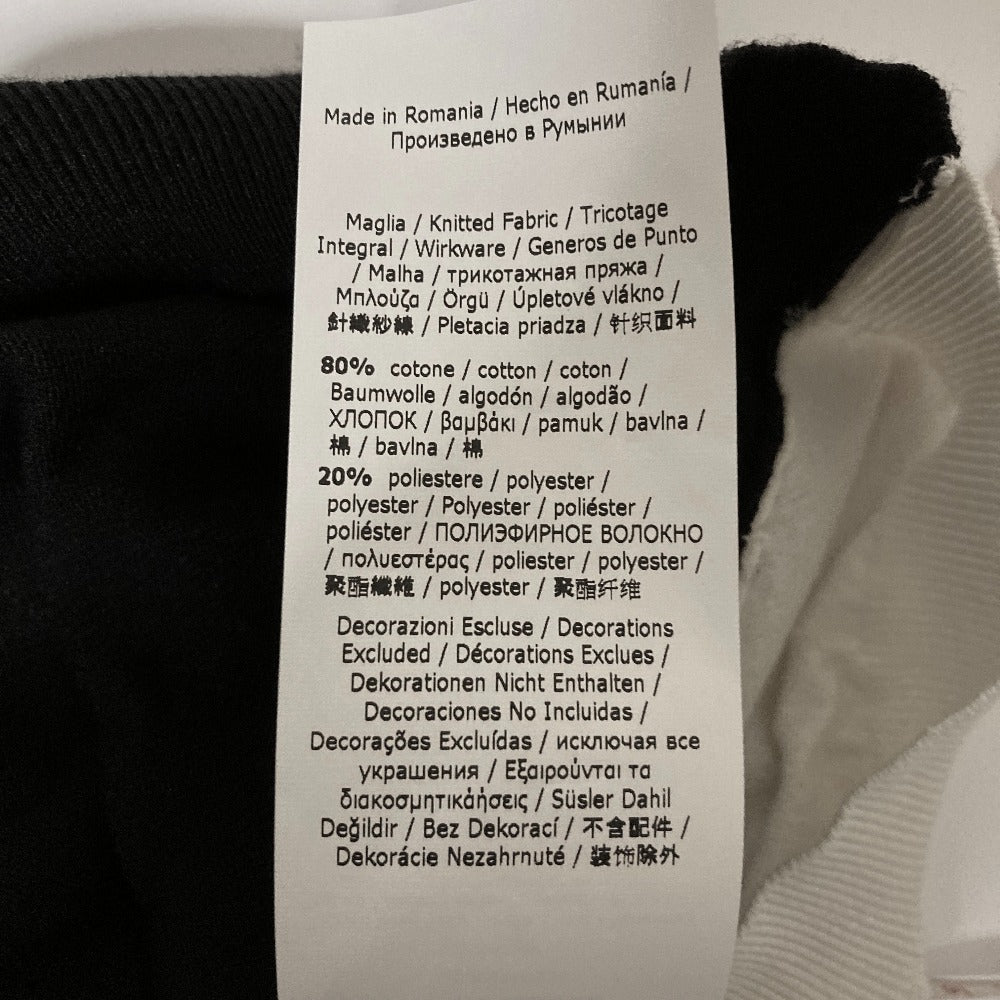 Made in Romania / Hecho en Rumanía /
Произведено в Румынии
Maglia / Knitted Fabric / Tricotage
Integral / Wirkware / Generos de Punto
/ Malha / трикотажная пряжа /
Μπλούζα / Örgü / Úpletové vlákno /
針織紗線 / Pletacia priadza / 针织面料
80% cotone / cotton / coton /
Baumwolle / algodón / algodão /
ХЛОПОК / βαμβάκι / pamuk / bavlna /
棉 / bavlna / 棉
20% poliestere / polyester /
polyester / Polyester / poliéster /
poliéster / ПОЛИЭФИРНОЕ ВОЛОКНО
/ πολυεστέρας / poliester / polyester /
聚酯纖維 / polyester / 聚酯纤维
Decorazioni Escluse / Decorations
Excluded / Décorations Exclues /
Dekorationen Nicht Enthalten /
Decoraciones No Incluidas /
Decorações Excluídas / исключая все
украшения / Εξαιρούνται τα
διακοσμητικάήσεις / Süsler Dahil
Değildir / Bez Dekorací / 不含配件 /
Dekorácie Nezahrnuté / 装饰除外